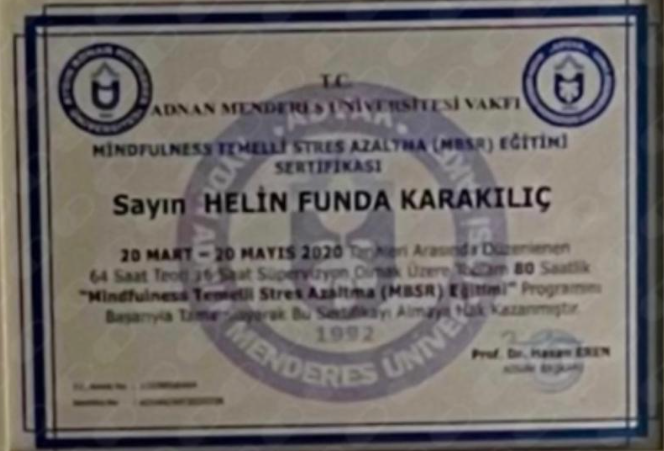 T.C.
ADNAN MENDERES ÜNİVERSİTESİ VAKFI
MİNDFULNESS TEMELLİ STRES AZALTMA (MBSR) EĞİTİMİ
SERTİFİKASI
Sayın HELİN FUNDA KARAKILIÇ
20 MART – 20 MAYIS 2020 Tarihleri Arasında Düzenlenen
64 Saat Teori 16 Saat Süpervizyon Olmak Üzere Toplam 80 Saatlik
"Mindfulness Temelli Stres Azaltma (MBSR) Eğitimi" Programını
Başarıyla Tamamlayarak Bu Sertifikayı Almaya Hak Kazanmıştır.
1992
MENDERES
Prof. Dr. Hasan EREN